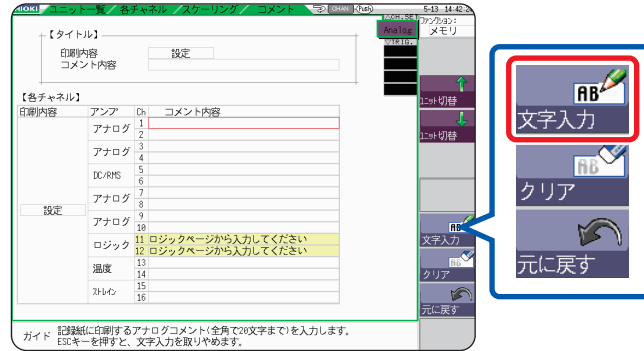 HIOKI ユニット一覧／各チャネル／スケーリング／コメント CHAN Push 5-13 14:42:2
CH.SET ファンクション:
Analog メモリ
TRIG.
【タイトル】
印刷内容 設定
コメント内容
ユニット切替
【各チャネル】
印刷内容 アンプ Ch コメント内容
アナログ 1
2
ユニット切替
アナログ 3
4
DC/RMS 5
6
アナログ 7
8
設定
アナログ 9
10
ロジック 11 ロジックページから入力してください
12 ロジックページから入力してください
温度 13
14
ストレイン 15
16
AB
文字入力
AB
クリア
元に戻す
ガイド 記録紙に印刷するアナログコメント(全角で20文字まで)を入力します。
ESCキーを押すと、文字入力を取りやめます。
AB
文字入力
AB
クリア
元に戻す